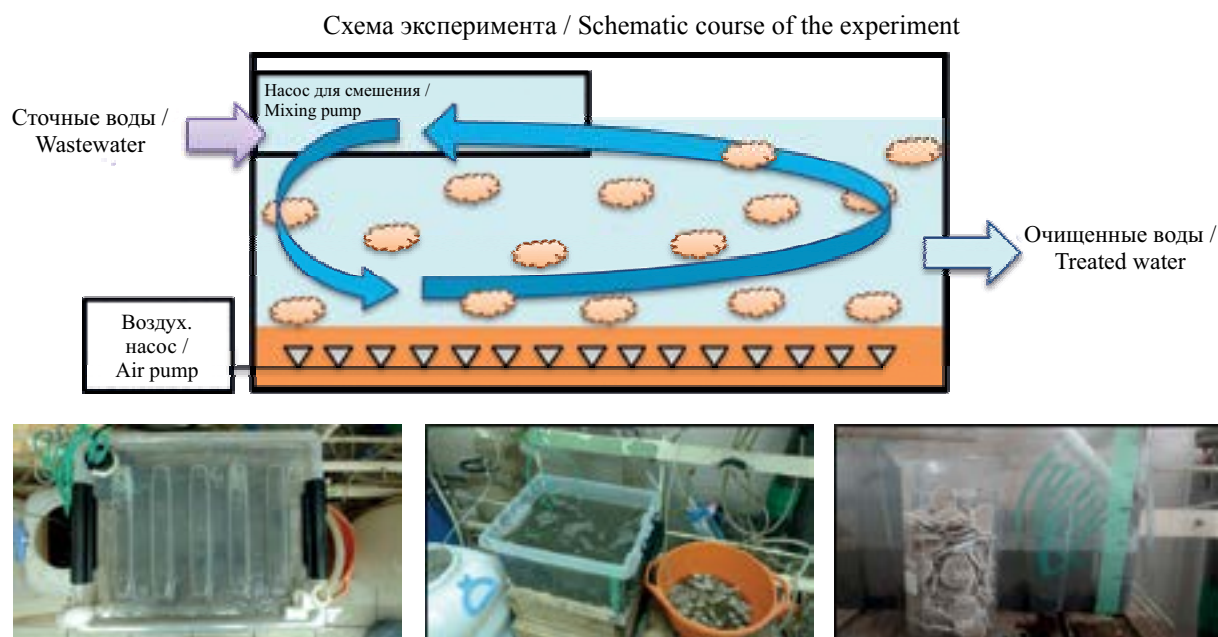 Схема эксперимента / Schematic course of the experiment
Насос для смешения /
Mixing pump
Сточные воды /
Wastewater
Очищенные воды /
Treated water
Воздух.
насос /
Air pump